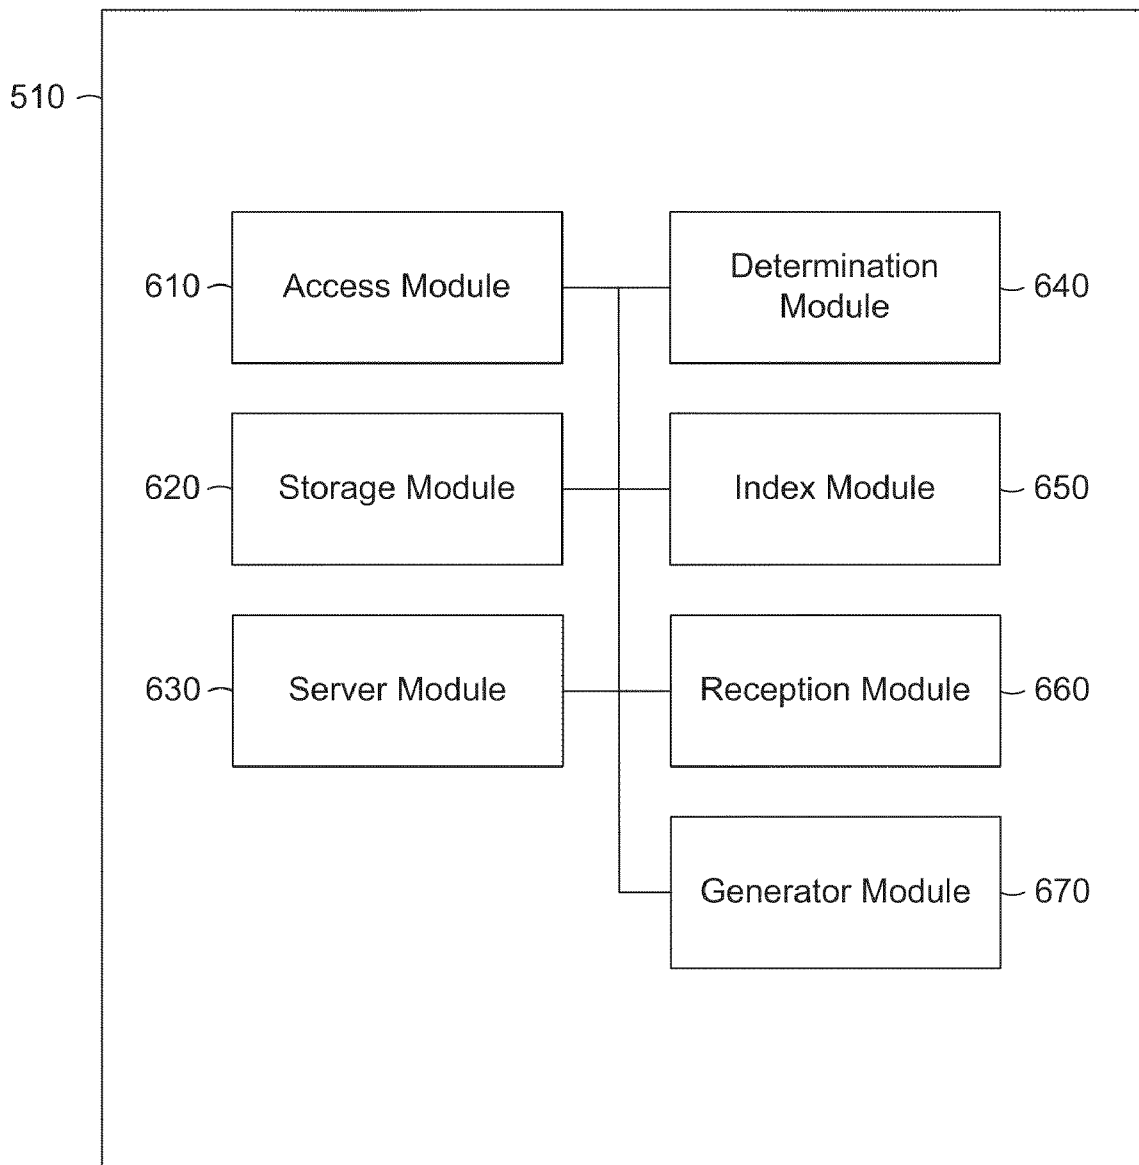 510
610
Access Module
Determination
Module
640
620
Storage Module
Index Module
650
630
Server Module
Reception Module
660
Generator Module
670